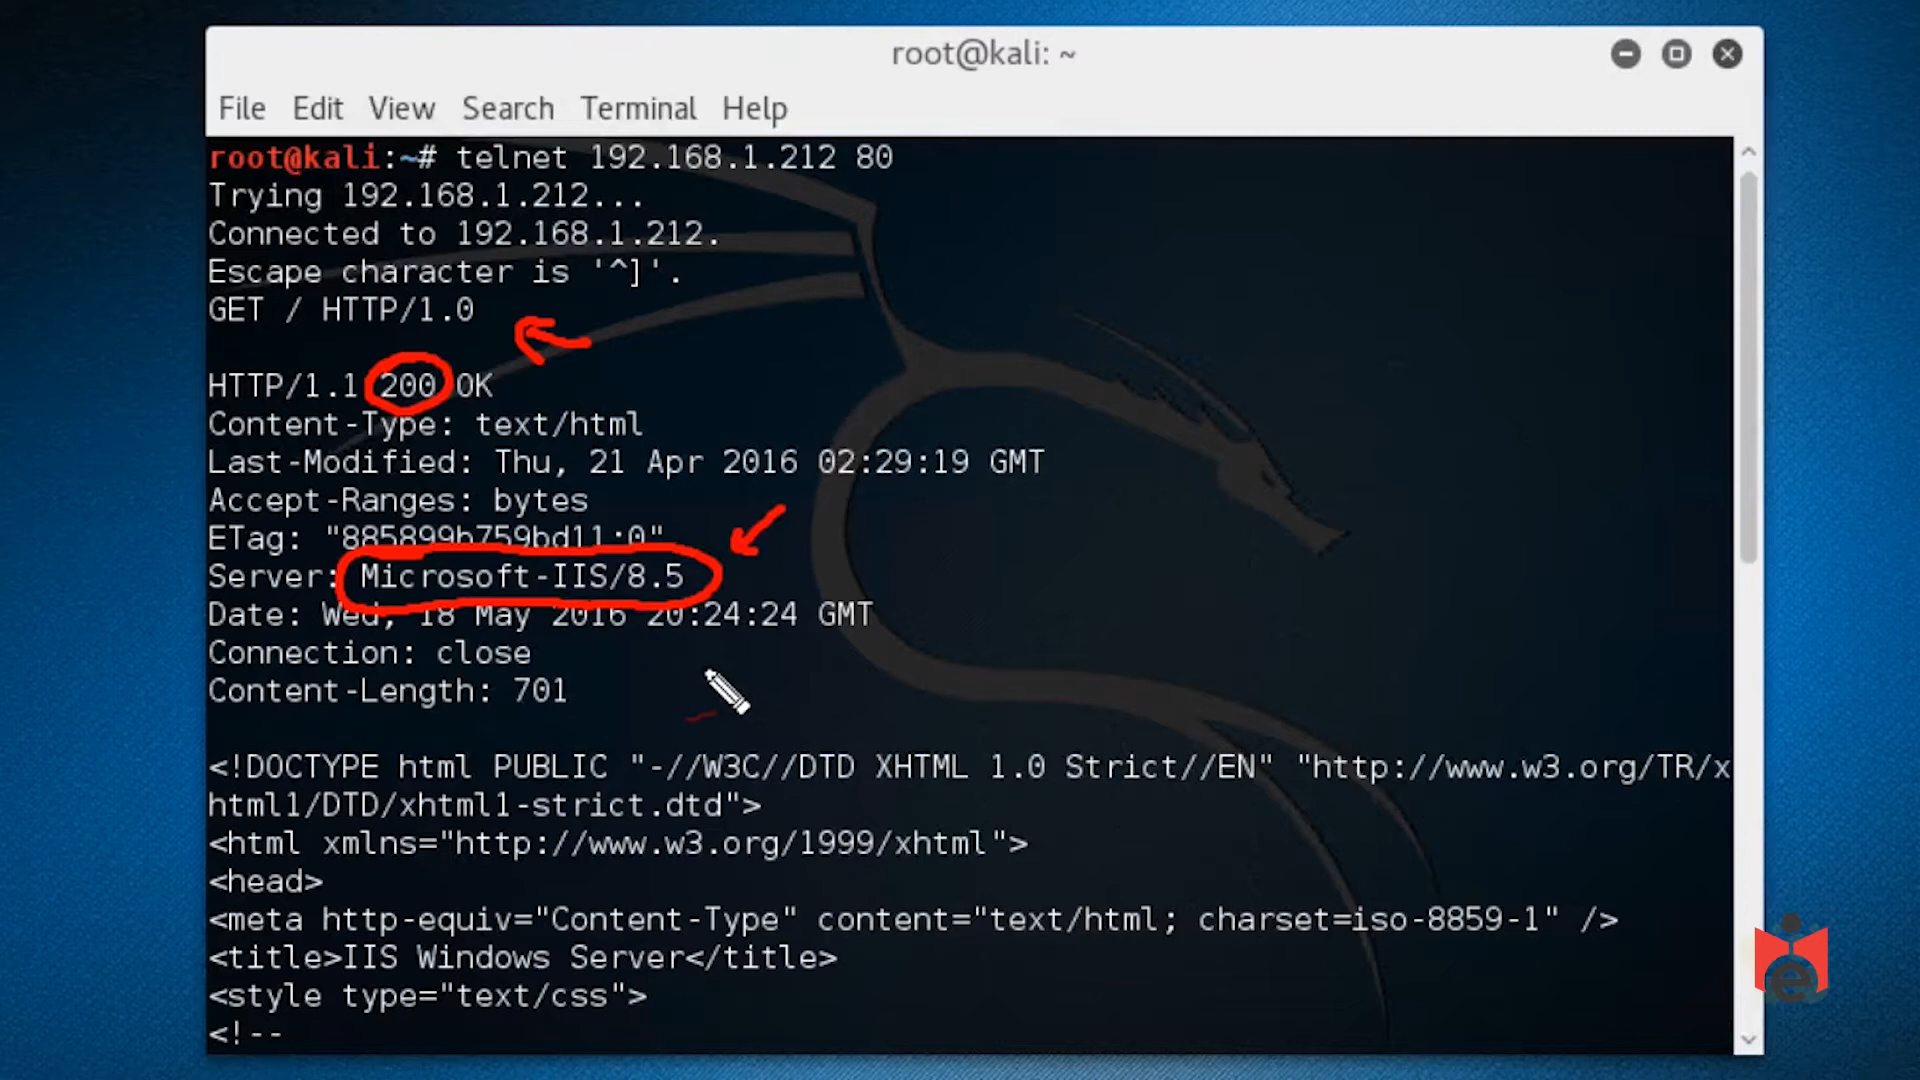 root@kali: ~
File Edit View Search Terminal Help
root@kali:~# telnet 192.168.1.212 80
Trying 192.168.1.212...
Connected to 192.168.1.212.
Escape character is '^]'.
GET / HTTP/1.0
HTTP/1.1 200 OK
Content-Type: text/html
Last-Modified: Thu, 21 Apr 2016 02:29:19 GMT
Accept-Ranges: bytes
ETag: "885899b759bd11:0"
Server: Microsoft-IIS/8.5
Date: Wed, 18 May 2016 20:24:24 GMT
Connection: close
Content-Length: 701
<!DOCTYPE html PUBLIC "-//W3C//DTD XHTML 1.0 Strict//EN" "http://www.w3.org/TR/x
html1/DTD/xhtml1-strict.dtd">
<html xmlns="http://www.w3.org/1999/xhtml">
<head>
<meta http-equiv="Content-Type" content="text/html; charset=iso-8859-1" />
<title>IIS Windows Server</title>
<style type="text/css">
<!--
e